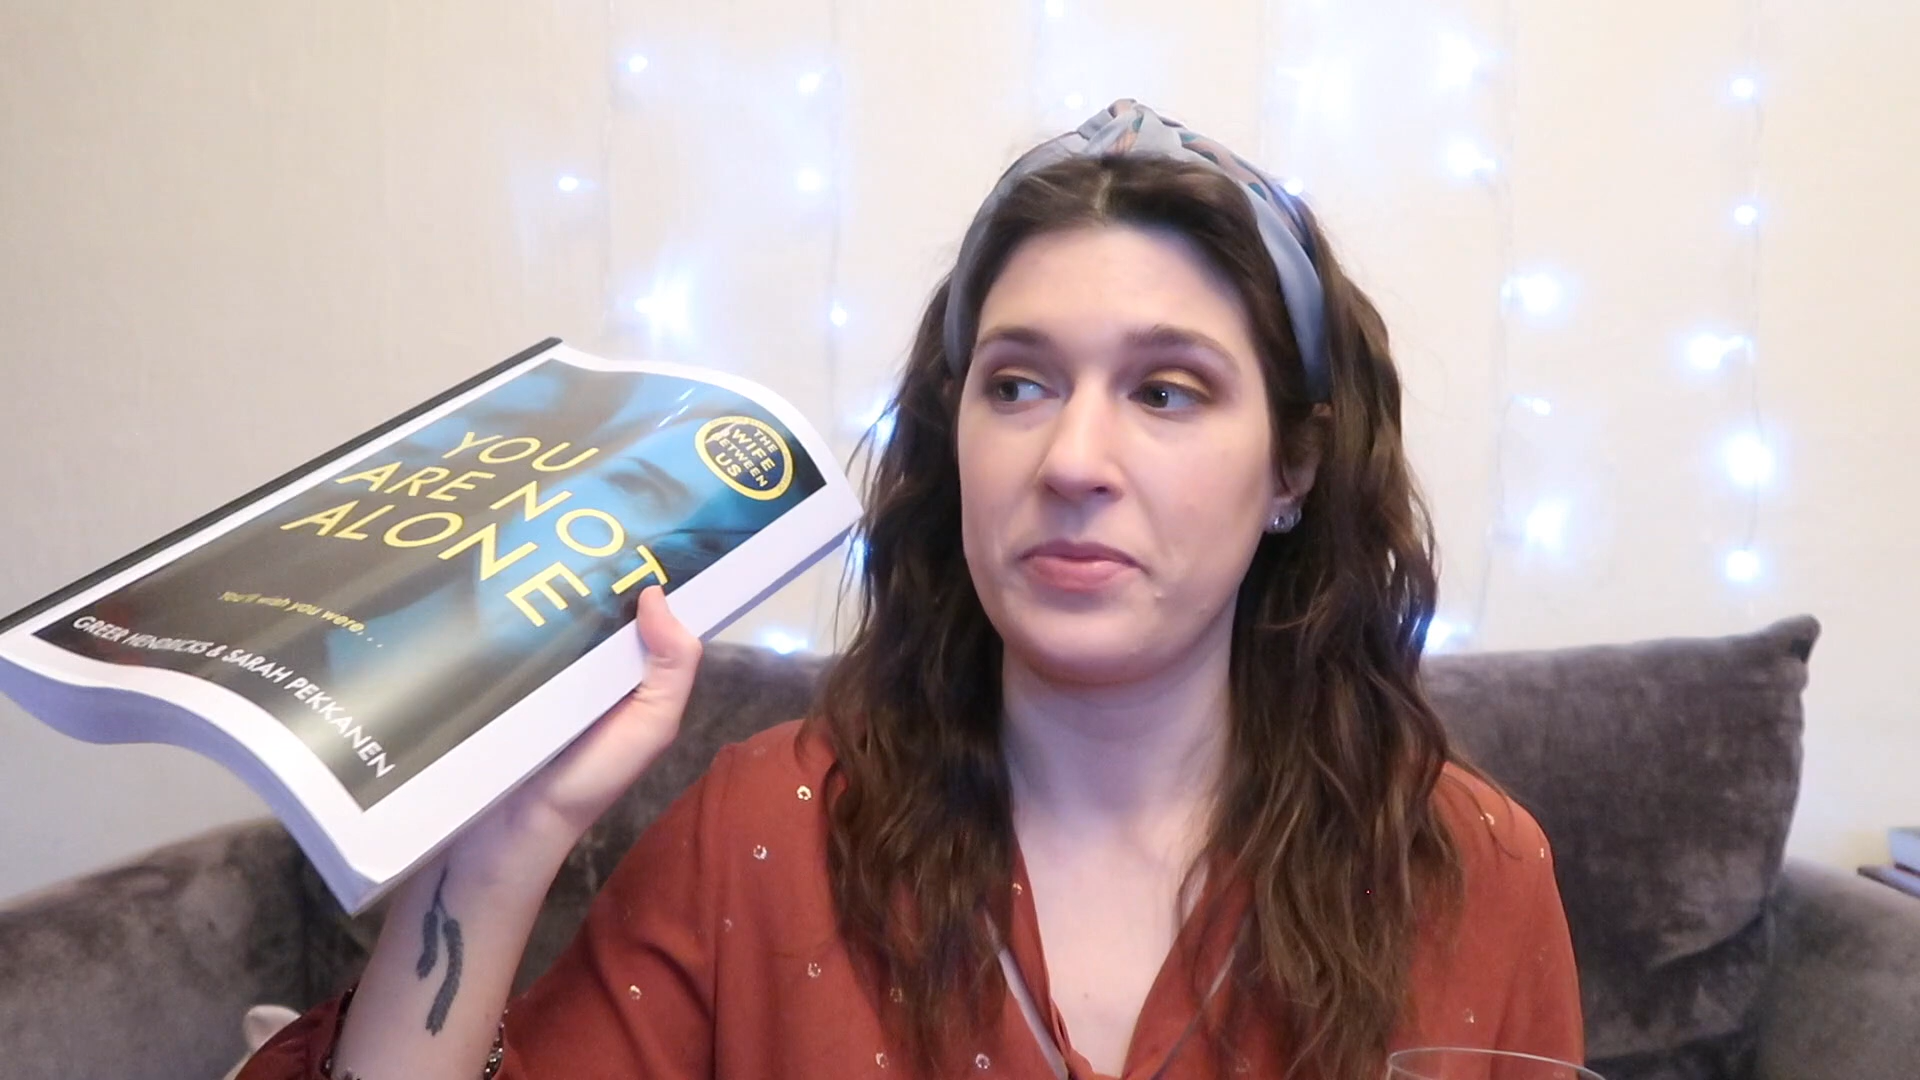 YOU
ARE NOT
ALONE
THE
WIFE
BETWEEN
US
You'll wish you were. . .
GREER HENDRICKS & SARAH PEKKANEN